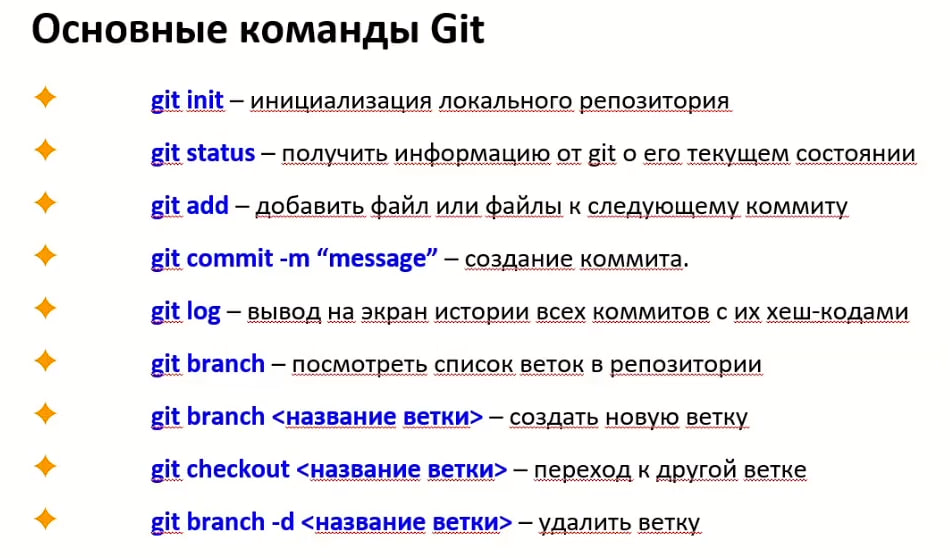 Основные команды Git
git init – инициализация локального репозитория
git status – получить информацию от git о его текущем состоянии
git add – добавить файл или файлы к следующему коммиту
git commit -m “message” – создание коммита.
git log – вывод на экран истории всех коммитов с их хеш-кодами
git branch – посмотреть список веток в репозитории
git branch <название ветки> – создать новую ветку
git checkout <название ветки> – переход к другой ветке
git branch -d <название ветки> – удалить ветку